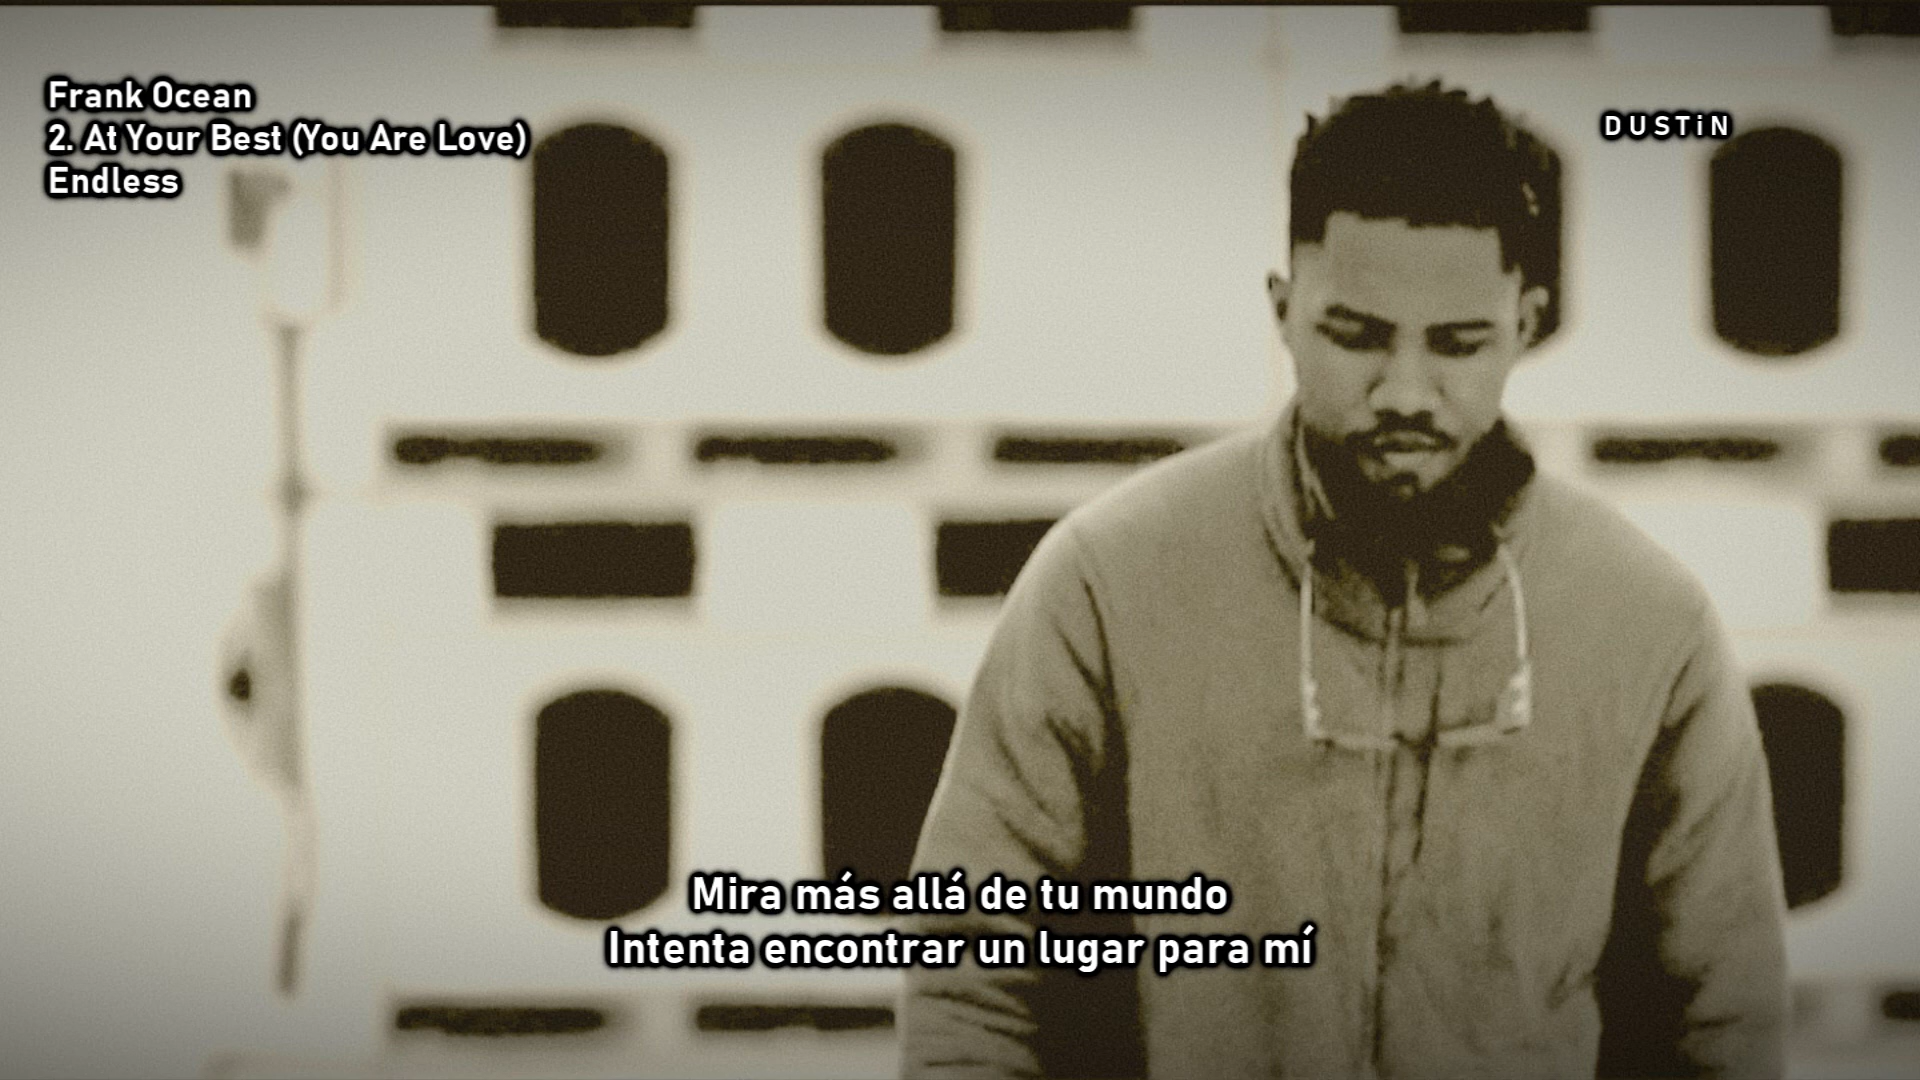 Frank Ocean
2. At Your Best (You Are Love)
Endless
DUSTiN
Mira más allá de tu mundo
Intenta encontrar un lugar para mí